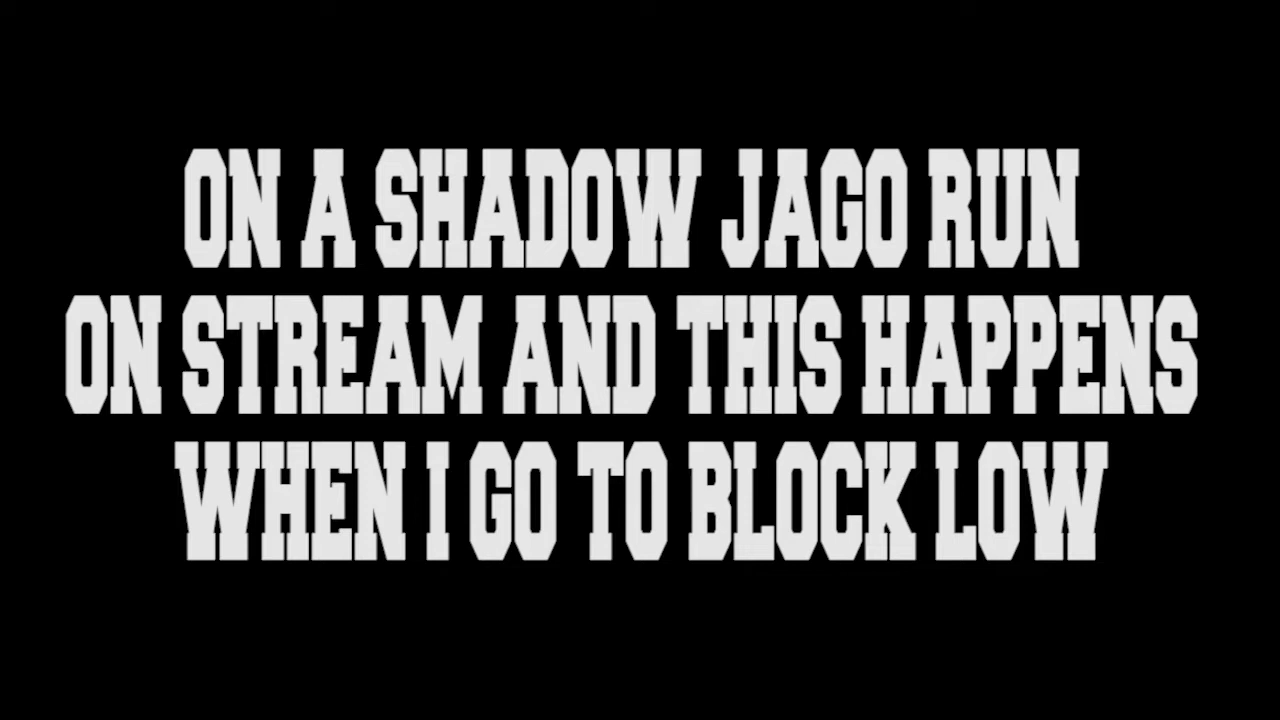 ON A SHADOW JAGO RUN
ON STREAM AND THIS HAPPENS
WHEN I GO TO BLOCK LOW